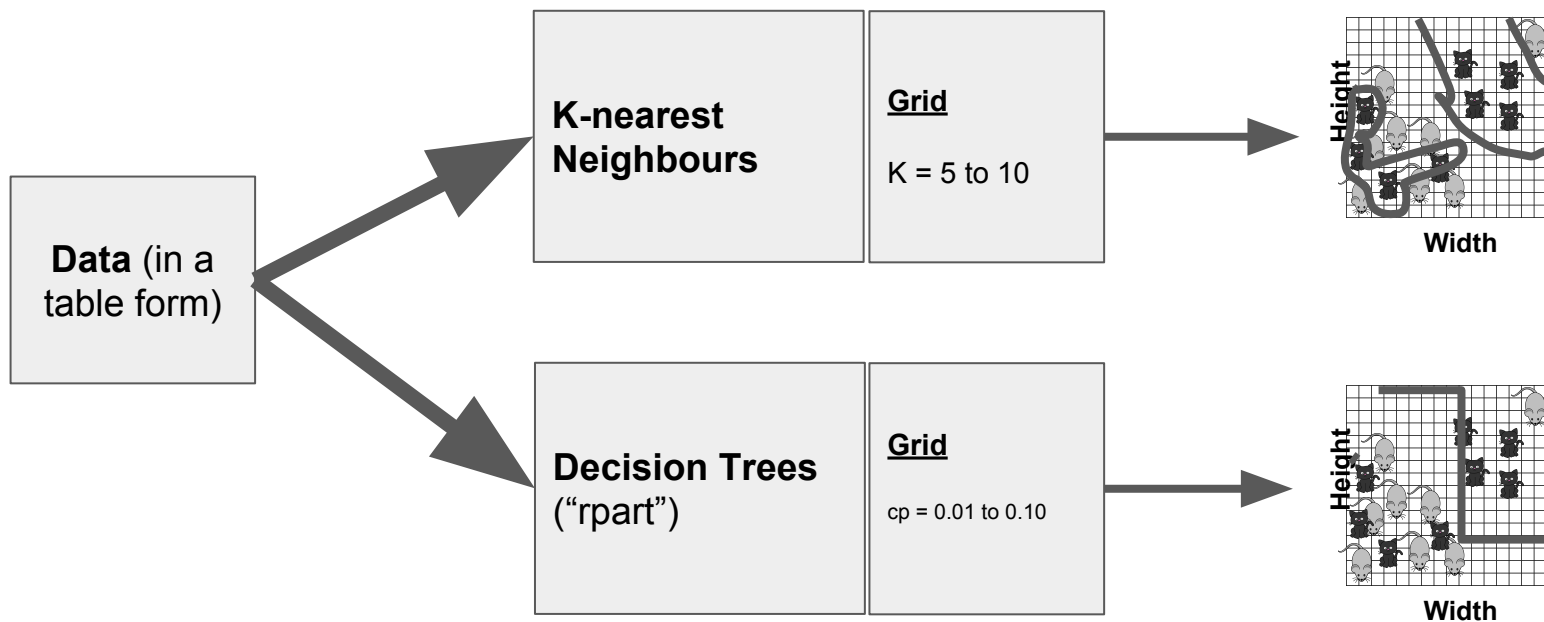 Data (in a
table form)
K-nearest
Neighbours
Grid
K = 5 to 10
Height
Width
Decision Trees
(“rpart”)
Grid
cp = 0.01 to 0.10
Height
Width